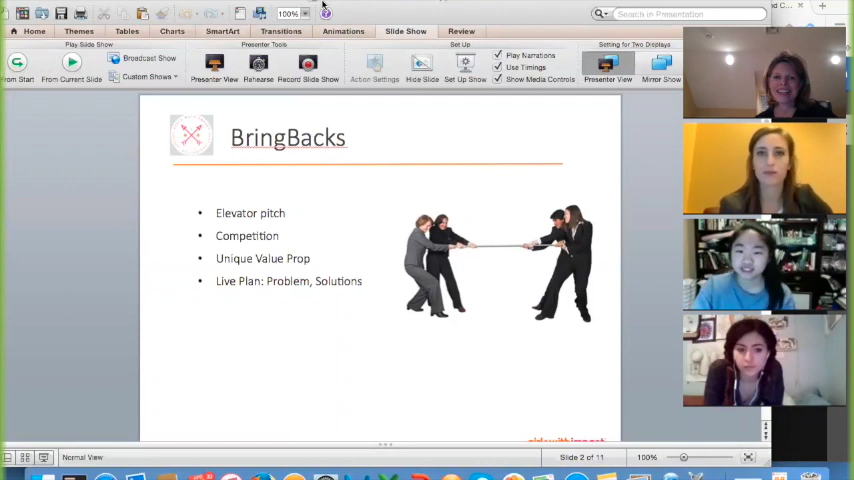 100%
Search in Presentation
Home Themes Tables Charts SmartArt Transitions Animations Slide Show Review
Play Slide Show Presenter Tools Set Up Setting for Two Displays
From Start From Current Slide Broadcast Show Custom Shows Presenter View Rehearse Record Slide Show Action Settings Hide Slide Set Up Show Play Narrations Use Timings Show Media Controls Presenter View Mirror Show
BringBacks
• Elevator pitch
• Competition
• Unique Value Prop
• Live Plan: Problem, Solutions
Normal View Slide 2 of 11 100%